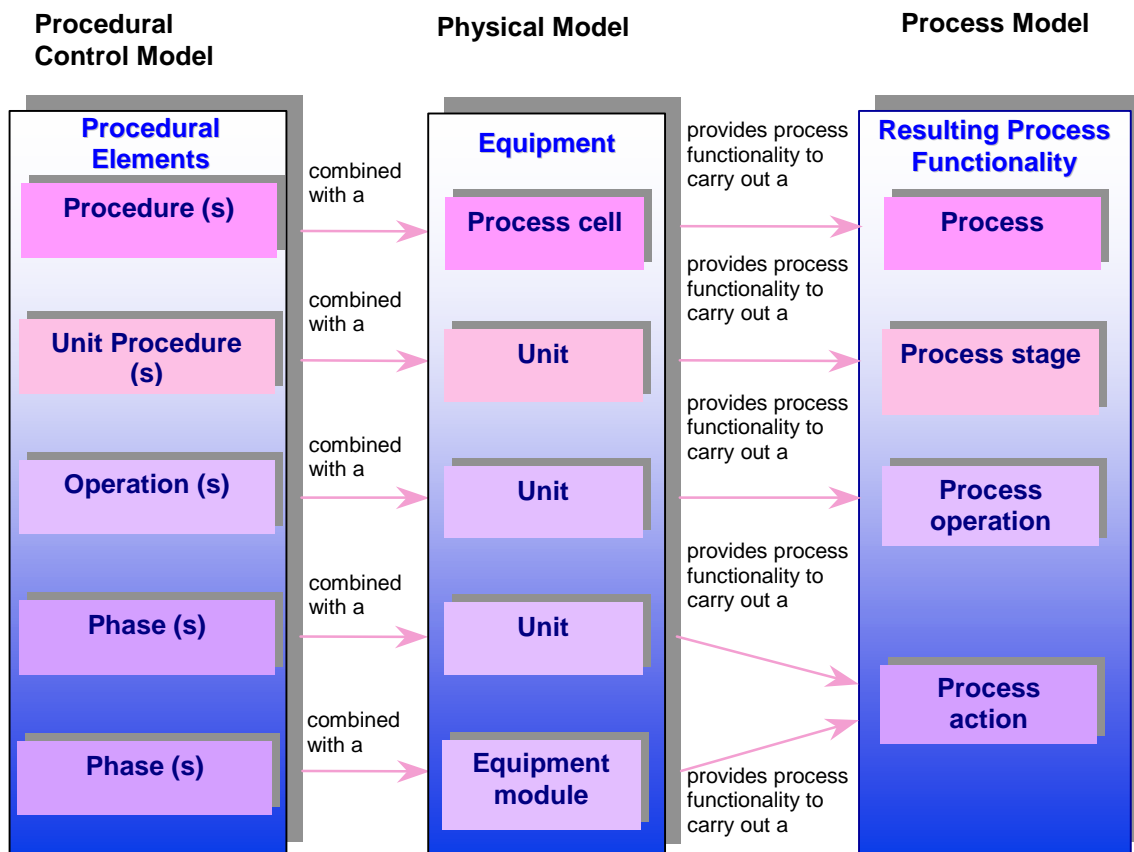 Procedural
Control Model
Physical Model
Process Model
Procedural
Elements
Equipment
Resulting Process
Functionality
Procedure (s)
combined
with a
Process cell
provides process
functionality to
carry out a
Process
Unit Procedure
(s)
combined
with a
Unit
provides process
functionality to
carry out a
Process stage
Operation (s)
combined
with a
Unit
provides process
functionality to
carry out a
Process
operation
Phase (s)
combined
with a
Unit
provides process
functionality to
carry out a
Process
action
Phase (s)
combined
with a
Equipment
module
provides process
functionality to
carry out a